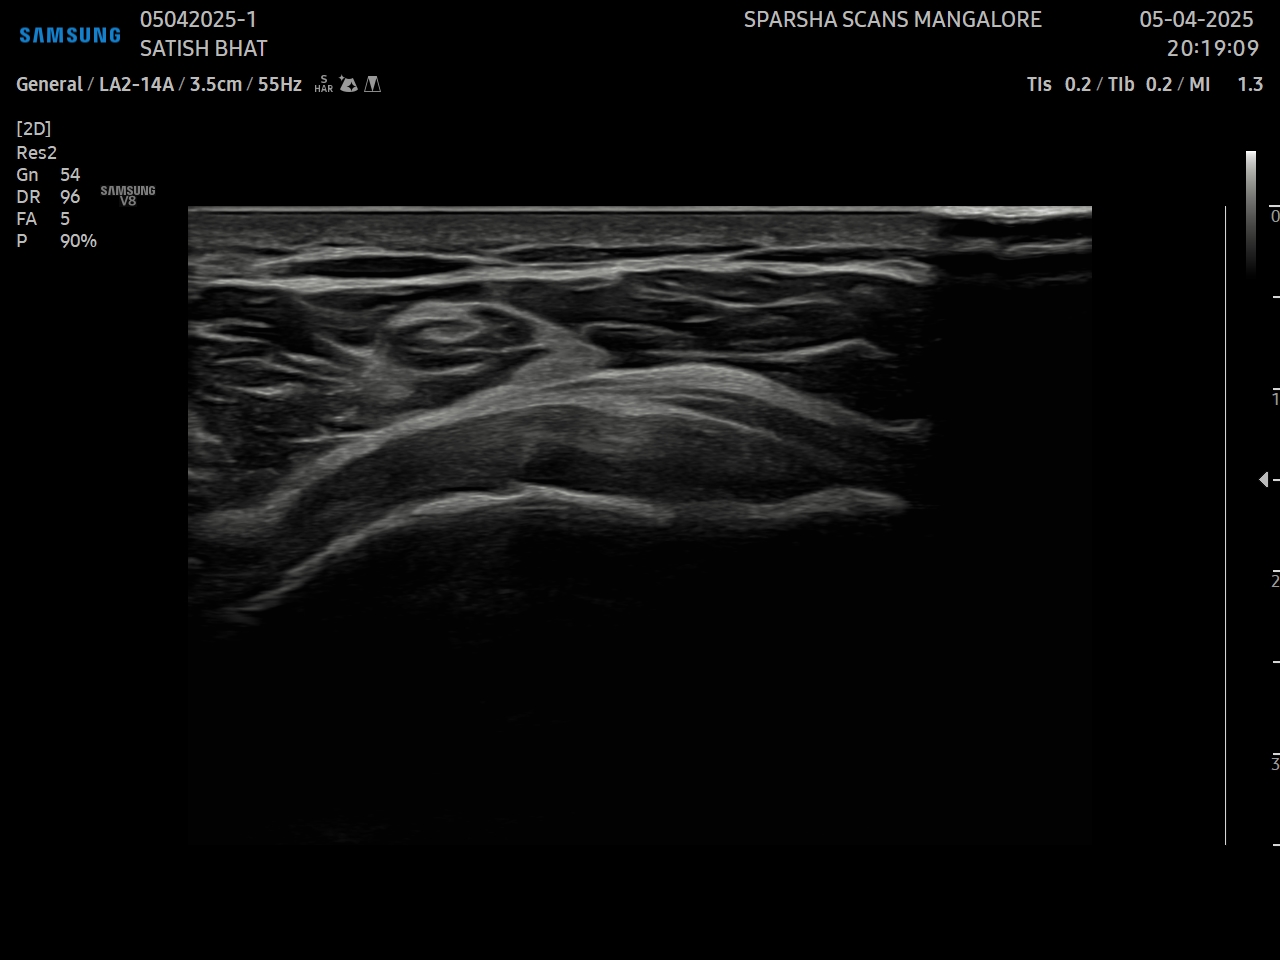 SAMSUNG
05042025-1
SATISH BHAT
SPARSHA SCANS MANGALORE
05-04-2025
20:19:09
General / LA2-14A / 3.5cm / 55Hz
S
HAR
TIs 0.2 / TIb 0.2 / MI 1.3
[2D]
Res2
Gn 54
DR 96
FA 5
P 90%
SAMSUNG
V8
0
1
2
3